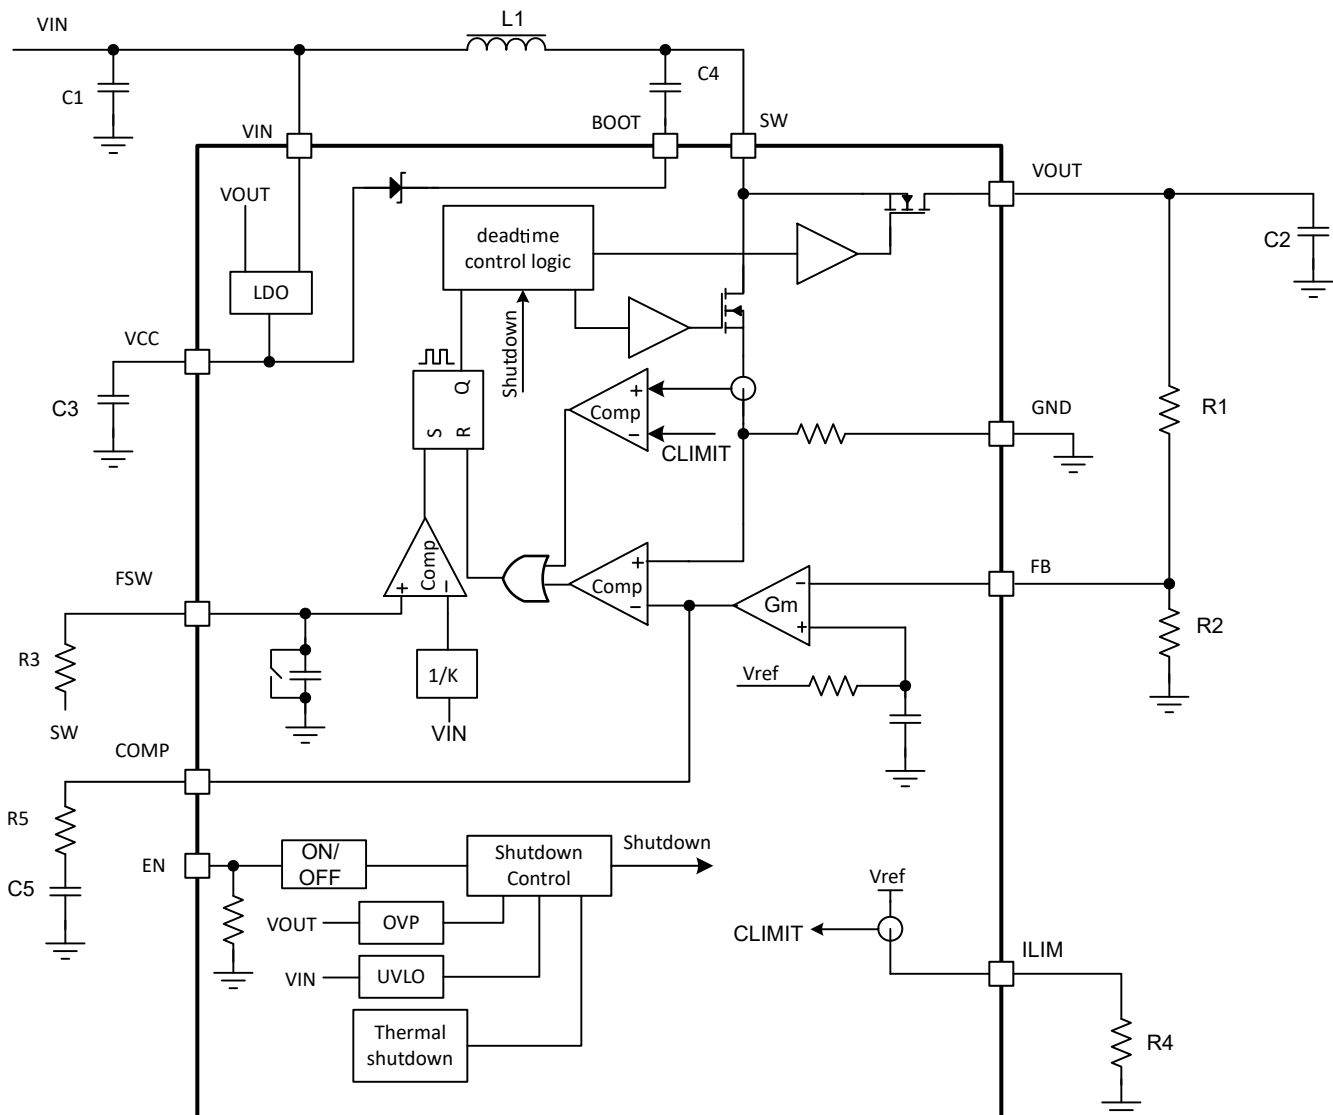 VIN
L1
C1
C4
VIN
BOOT
SW
VOUT
VOUT
C2
deadtime
control logic
LDO
VCC
Shutdown
C3
Q
S
R
+
Comp
−
CLIMIT
GND
R1
FSW
Comp
+
−
+
Comp
−
Gm
−
+
FB
R2
R3
SW
1/K
VIN
Vref
COMP
R5
C5
EN
ON/
OFF
Shutdown
Control
Shutdown
VOUT
OVP
VIN
UVLO
Thermal
shutdown
Vref
CLIMIT
ILIM
R4